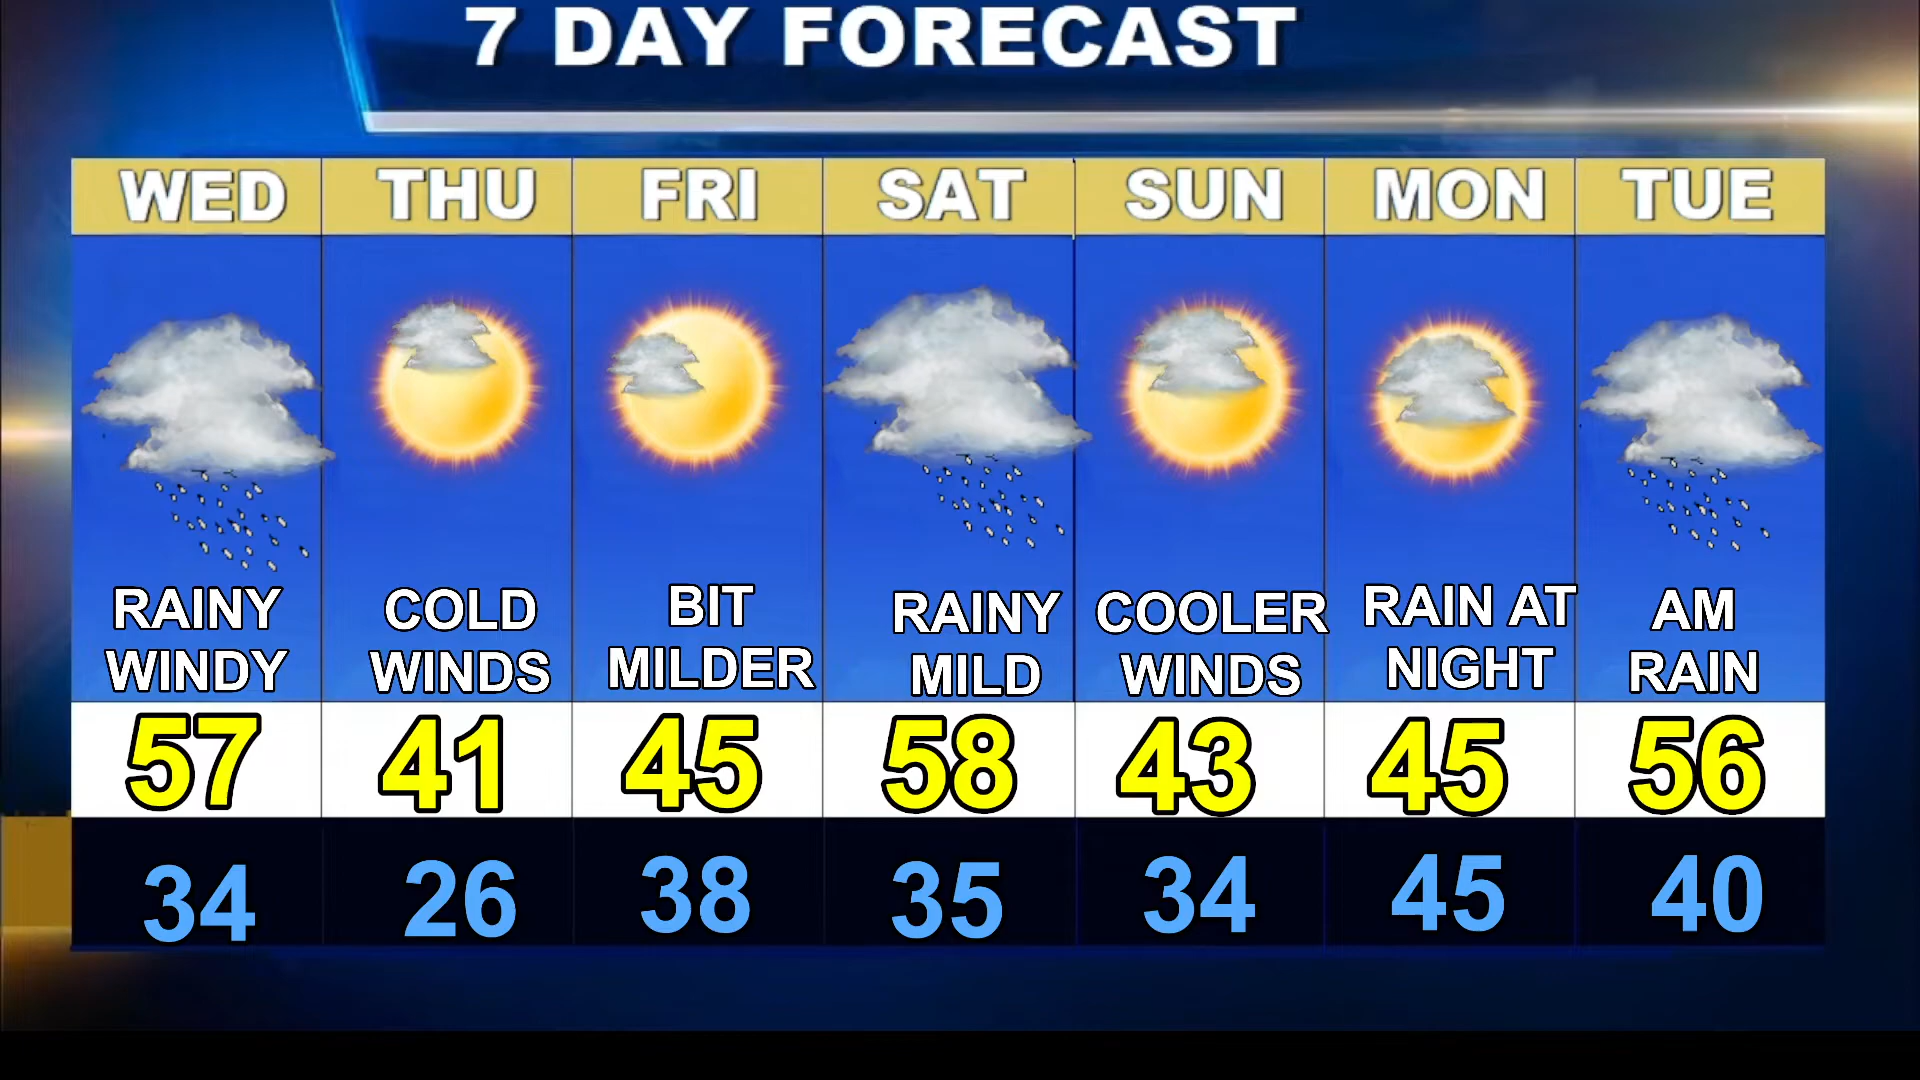 7 DAY FORECAST
WED THU FRI SAT SUN MON TUE
RAINY WINDY
COLD WINDS
BIT MILDER
RAINY MILD
COOLER WINDS
RAIN AT NIGHT
AM RAIN
57 41 45 58 43 45 56
34 26 38 35 34 45 40